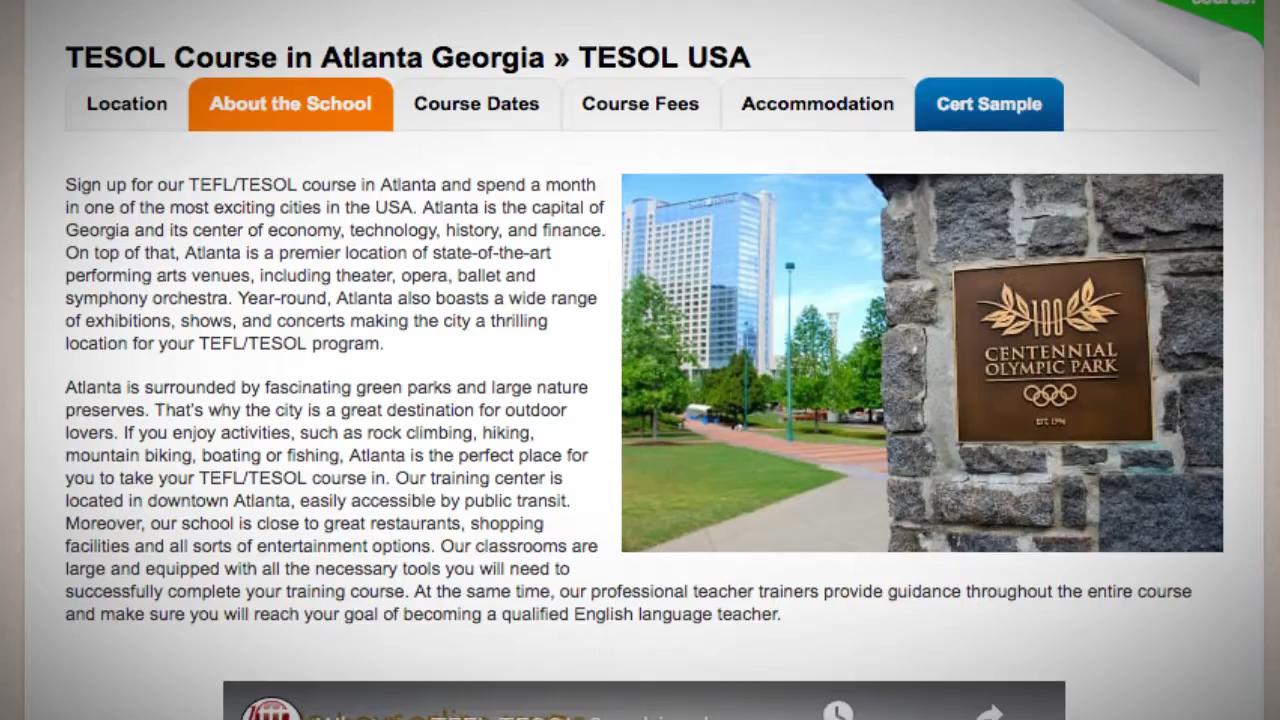 TESOL Course in Atlanta Georgia » TESOL USA
Location
About the School
Course Dates
Course Fees
Accommodation
Cert Sample
Sign up for our TEFL/TESOL course in Atlanta and spend a month
in one of the most exciting cities in the USA. Atlanta is the capital of
Georgia and its center of economy, technology, history, and finance.
On top of that, Atlanta is a premier location of state-of-the-art
performing arts venues, including theater, opera, ballet and
symphony orchestra. Year-round, Atlanta also boasts a wide range
of exhibitions, shows, and concerts making the city a thrilling
location for your TEFL/TESOL program.
Atlanta is surrounded by fascinating green parks and large nature
preserves. That's why the city is a great destination for outdoor
lovers. If you enjoy activities, such as rock climbing, hiking,
mountain biking, boating or fishing, Atlanta is the perfect place for
you to take your TEFL/TESOL course in. Our training center is
located in downtown Atlanta, easily accessible by public transit.
Moreover, our school is close to great restaurants, shopping
facilities and all sorts of entertainment options. Our classrooms are
large and equipped with all the necessary tools you will need to
successfully complete your training course. At the same time, our professional teacher trainers provide guidance throughout the entire course
and make sure you will reach your goal of becoming a qualified English language teacher.
100
CENTENNIAL
OLYMPIC PARK
EST. 1996